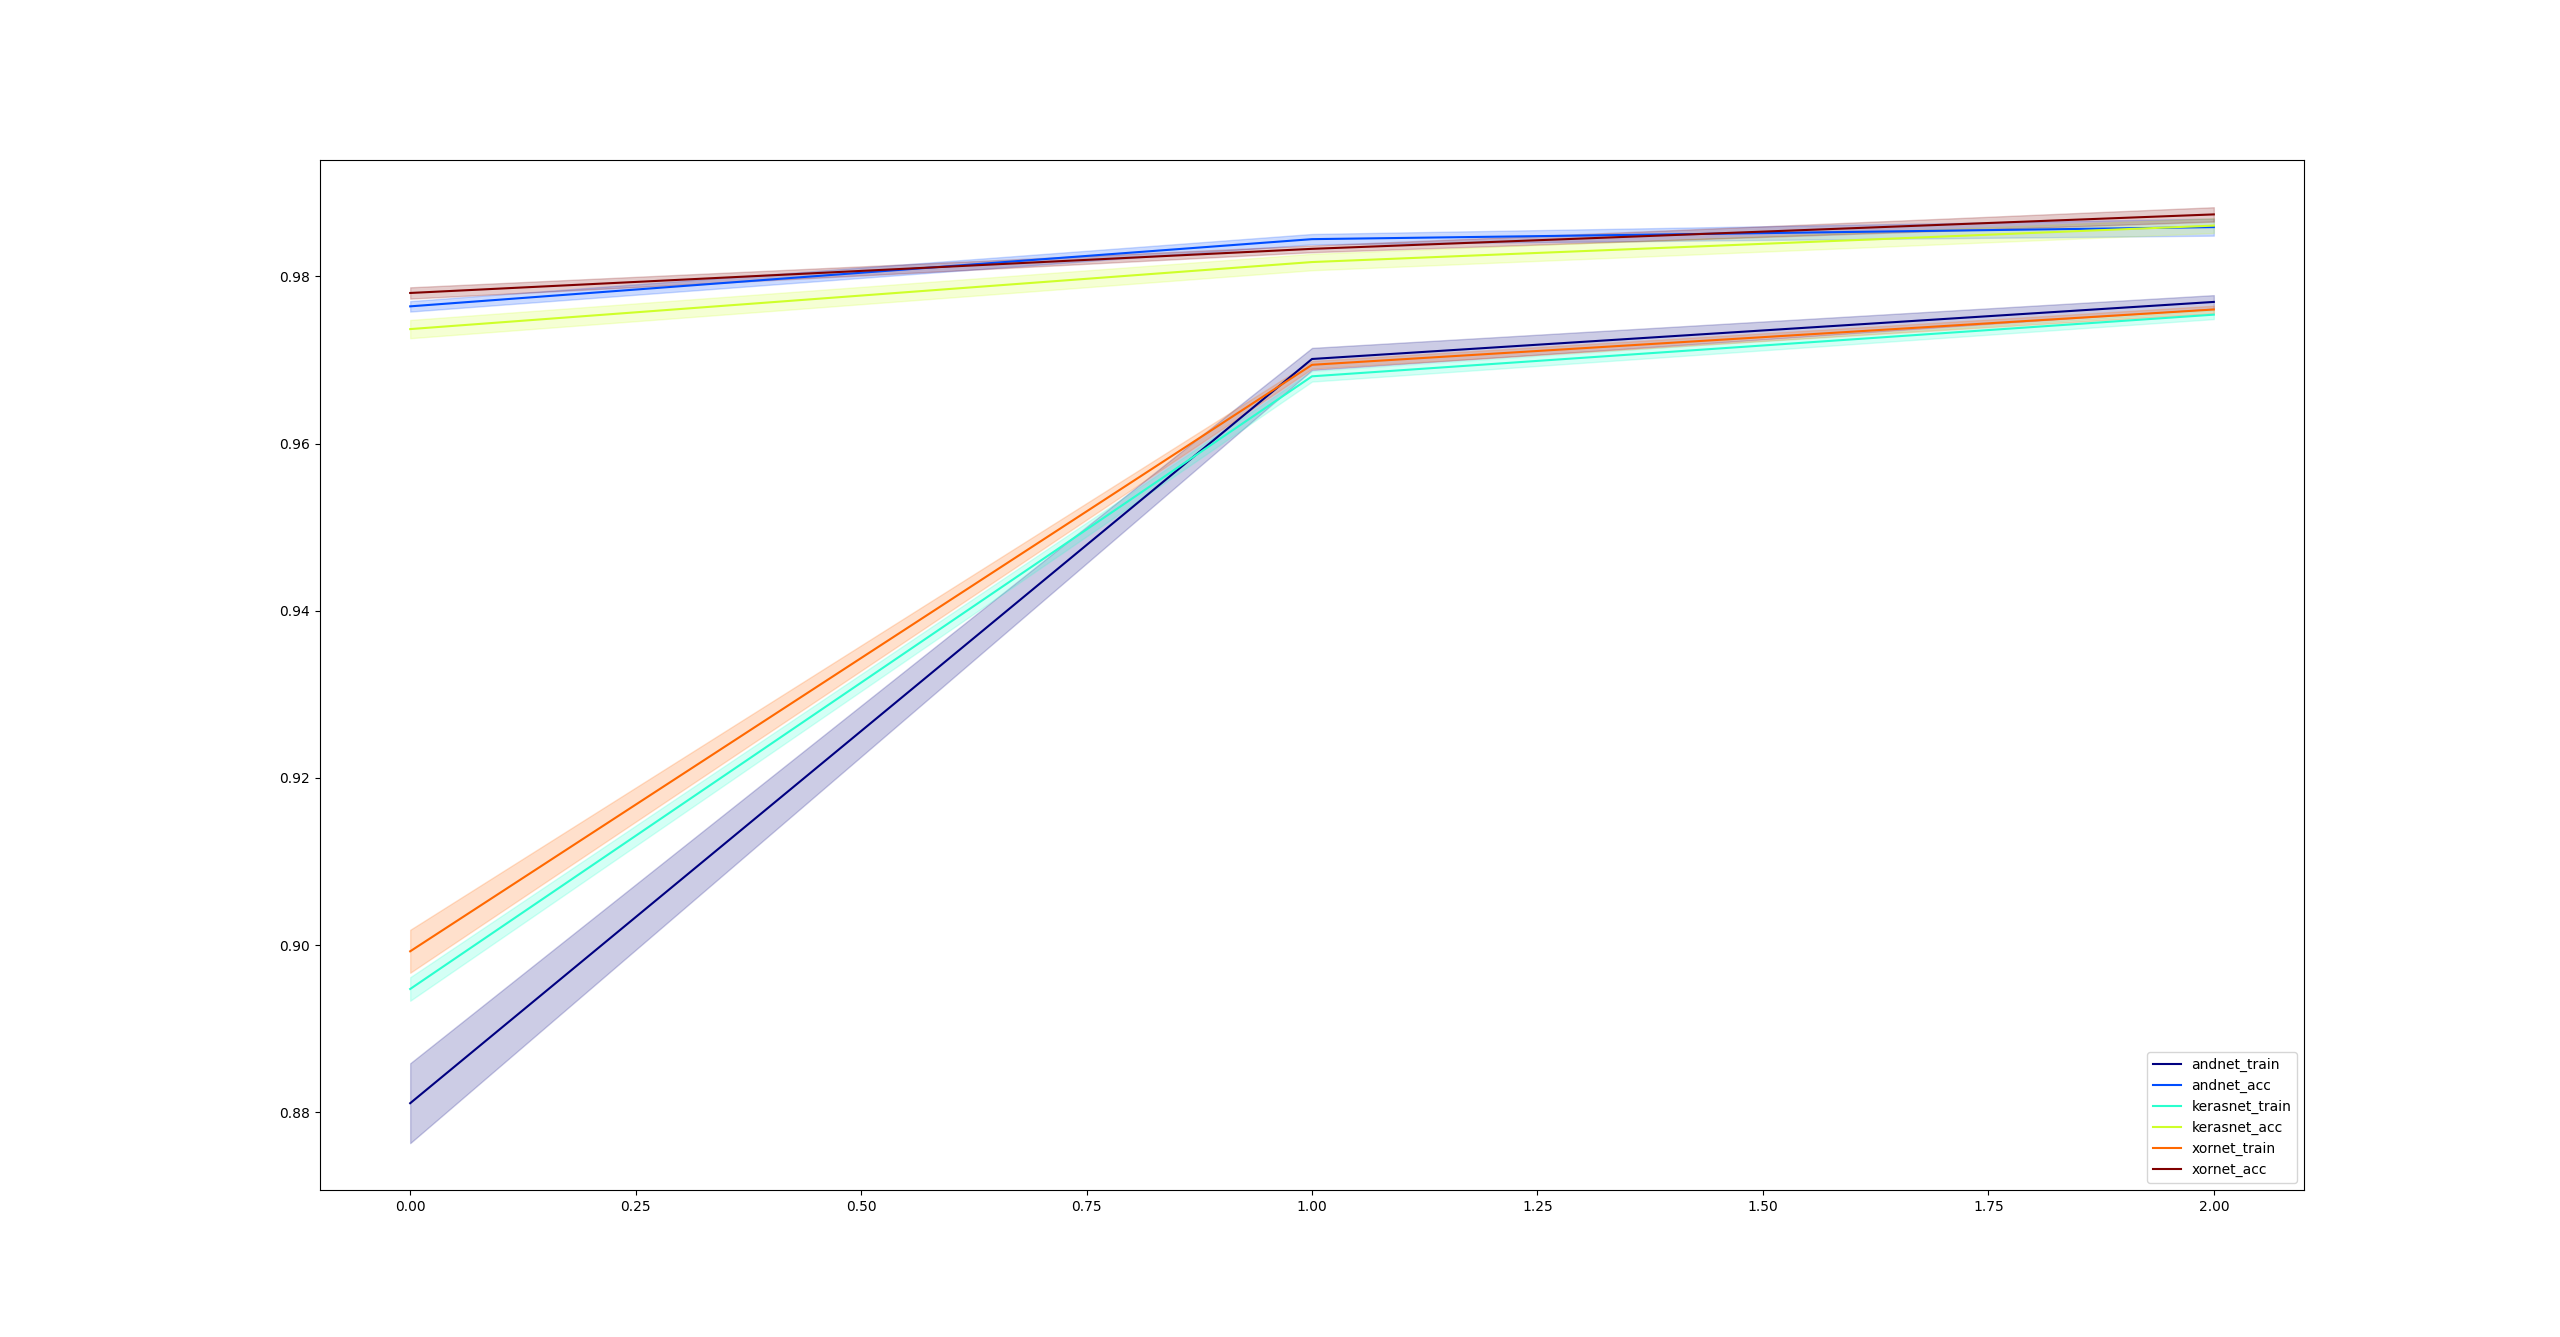 0.98
0.96
0.94
0.92
0.90
0.88
0.00 0.25 0.50 0.75 1.00 1.25 1.50 1.75 2.00
andnet_train
andnet_acc
kerasnet_train
kerasnet_acc
xornet_train
xornet_acc